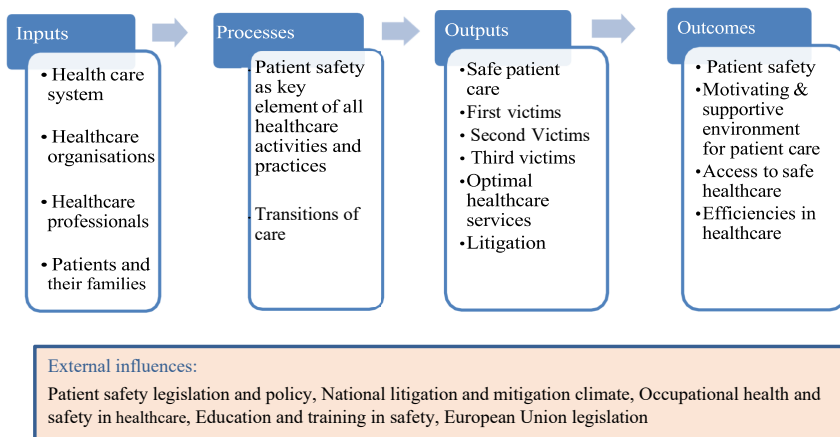 Inputs
• Health care
system
• Healthcare
organisations
• Healthcare
professionals
• Patients and
their families
Processes
Patient safety
as key
element of all
healthcare
activities and
practices
Transitions of
care
Outputs
•Safe patient
care
•First victims
• Second Victims
• Third victims
•Optimal
healthcare
services
•Litigation
Outcomes
• Patient safety
•Motivating &
supportive
environment
for patient care
•Access to safe
healthcare
•Efficiencies in
healthcare
External influences:
Patient safety legislation and policy, National litigation and mitigation climate, Occupational health and
safety in healthcare, Education and training in safety, European Union legislation